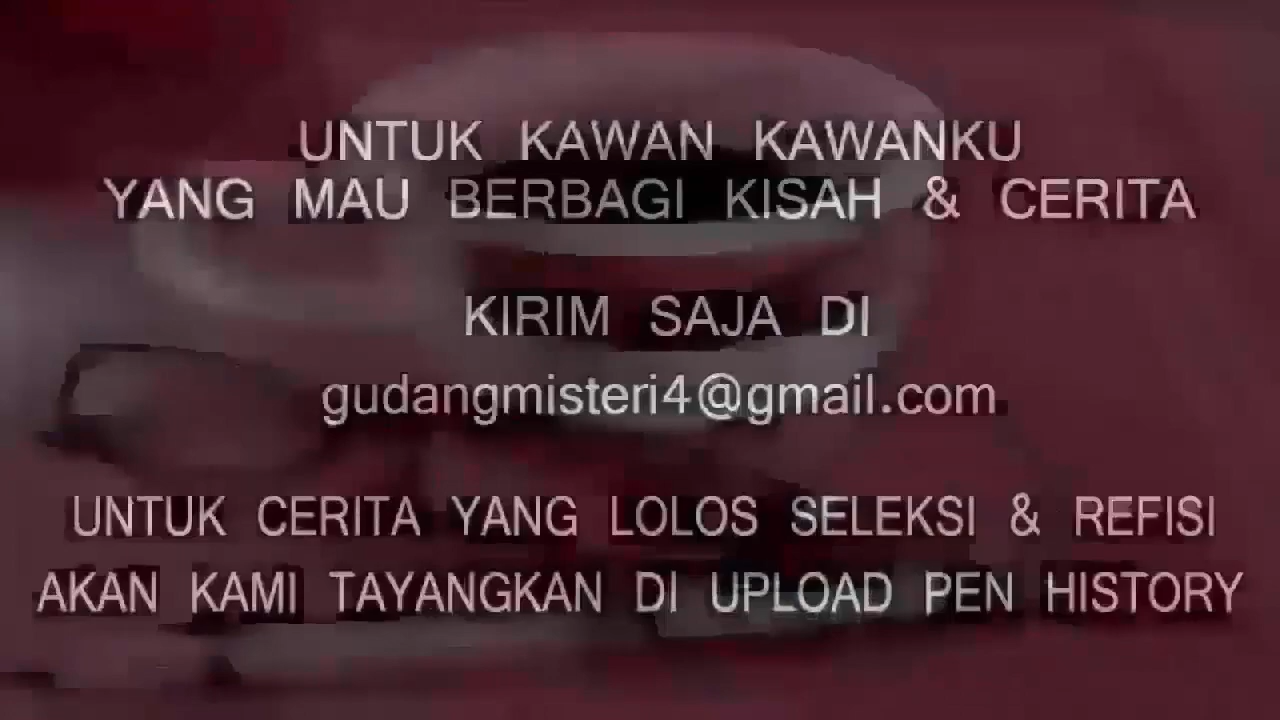 UNTUK KAWAN KAWANKU
YANG MAU BERBAGI KISAH & CERITA
KIRIM SAJA DI
gudangmisteri4@gmail.com
UNTUK CERITA YANG LOLOS SELEKSI & REFISI
AKAN KAMI TAYANGKAN DI UPLOAD PEN HISTORY